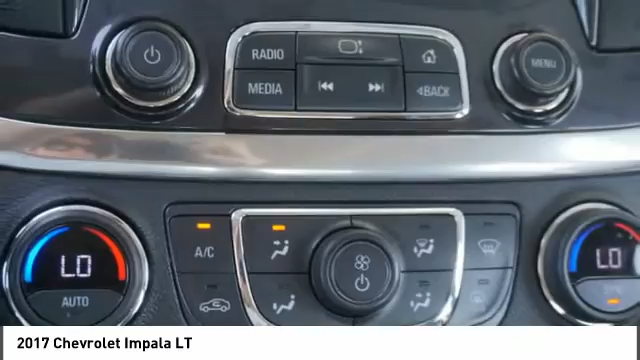 RADIO
MEDIA
BACK
MENU
A/C
LO
AUTO
LO
2017 Chevrolet Impala LT